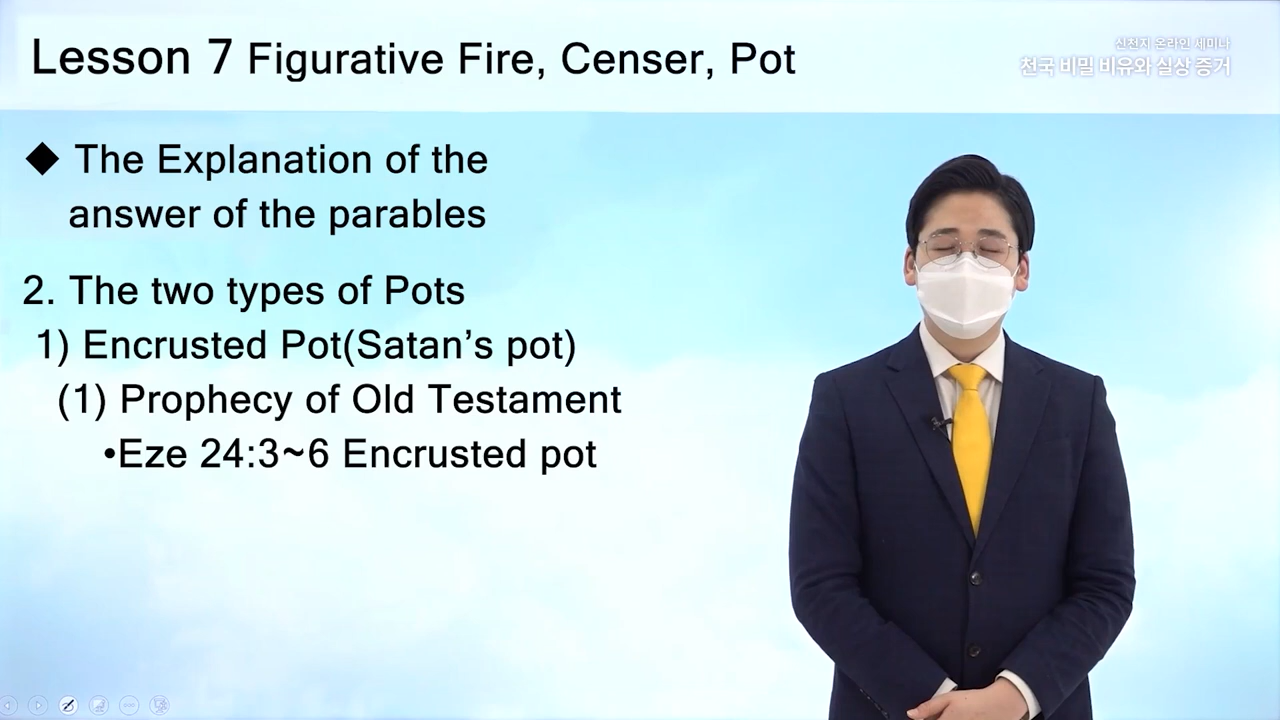 Lesson 7 Figurative Fire, Censer, Pot
신천지 온라인 세미나
천국 비밀 비유와 실상 증거
◆ The Explanation of the
answer of the parables
2. The two types of Pots
1) Encrusted Pot(Satan's pot)
(1) Prophecy of Old Testament
•Eze 24:3~6 Encrusted pot